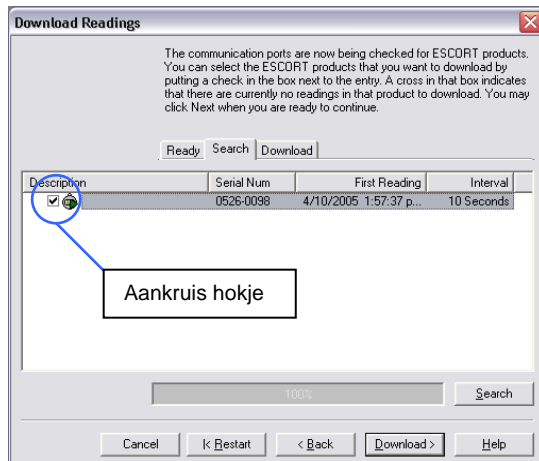 Download Readings
The communication ports are now being checked for ESCORT products.
You can select the ESCORT products that you want to download by
putting a check in the box next to the entry. A cross in that box indicates
that there are currently no readings in that product to download. You may
click Next when you are ready to continue.
Ready Search Download
Description Serial Num First Reading Interval
0526-0098 4/10/2005 1:57:37 p... 10 Seconds
Aankruis hokje
100%
Search
Cancel |< Restart < Back Download > Help